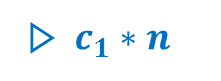 ▷ c₁ * n